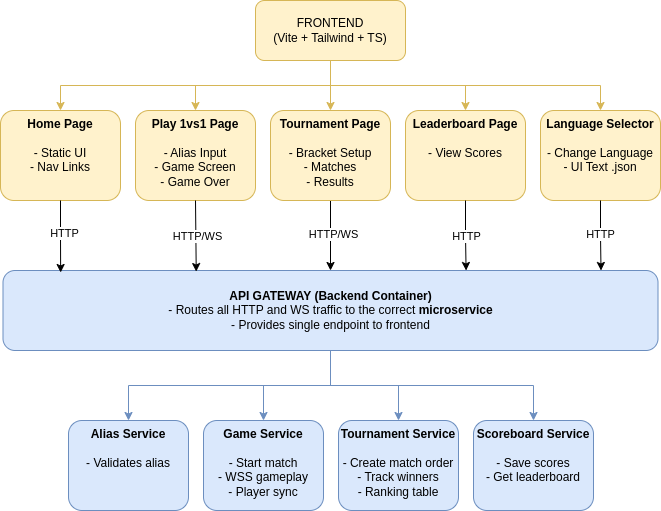 FRONTEND
(Vite + Tailwind + TS)
Home Page
- Static UI
- Nav Links
Play 1vs1 Page
- Alias Input
- Game Screen
- Game Over
Tournament Page
- Bracket Setup
- Matches
- Results
Leaderboard Page
- View Scores
Language Selector
- Change Language
- UI Text .json
HTTP
HTTP/WS
HTTP/WS
HTTP
HTTP
API GATEWAY (Backend Container)
- Routes all HTTP and WS traffic to the correct microservice
- Provides single endpoint to frontend
Alias Service
- Validates alias
Game Service
- Start match
- WSS gameplay
- Player sync
Tournament Service
- Create match order
- Track winners
- Ranking table
Scoreboard Service
- Save scores
- Get leaderboard